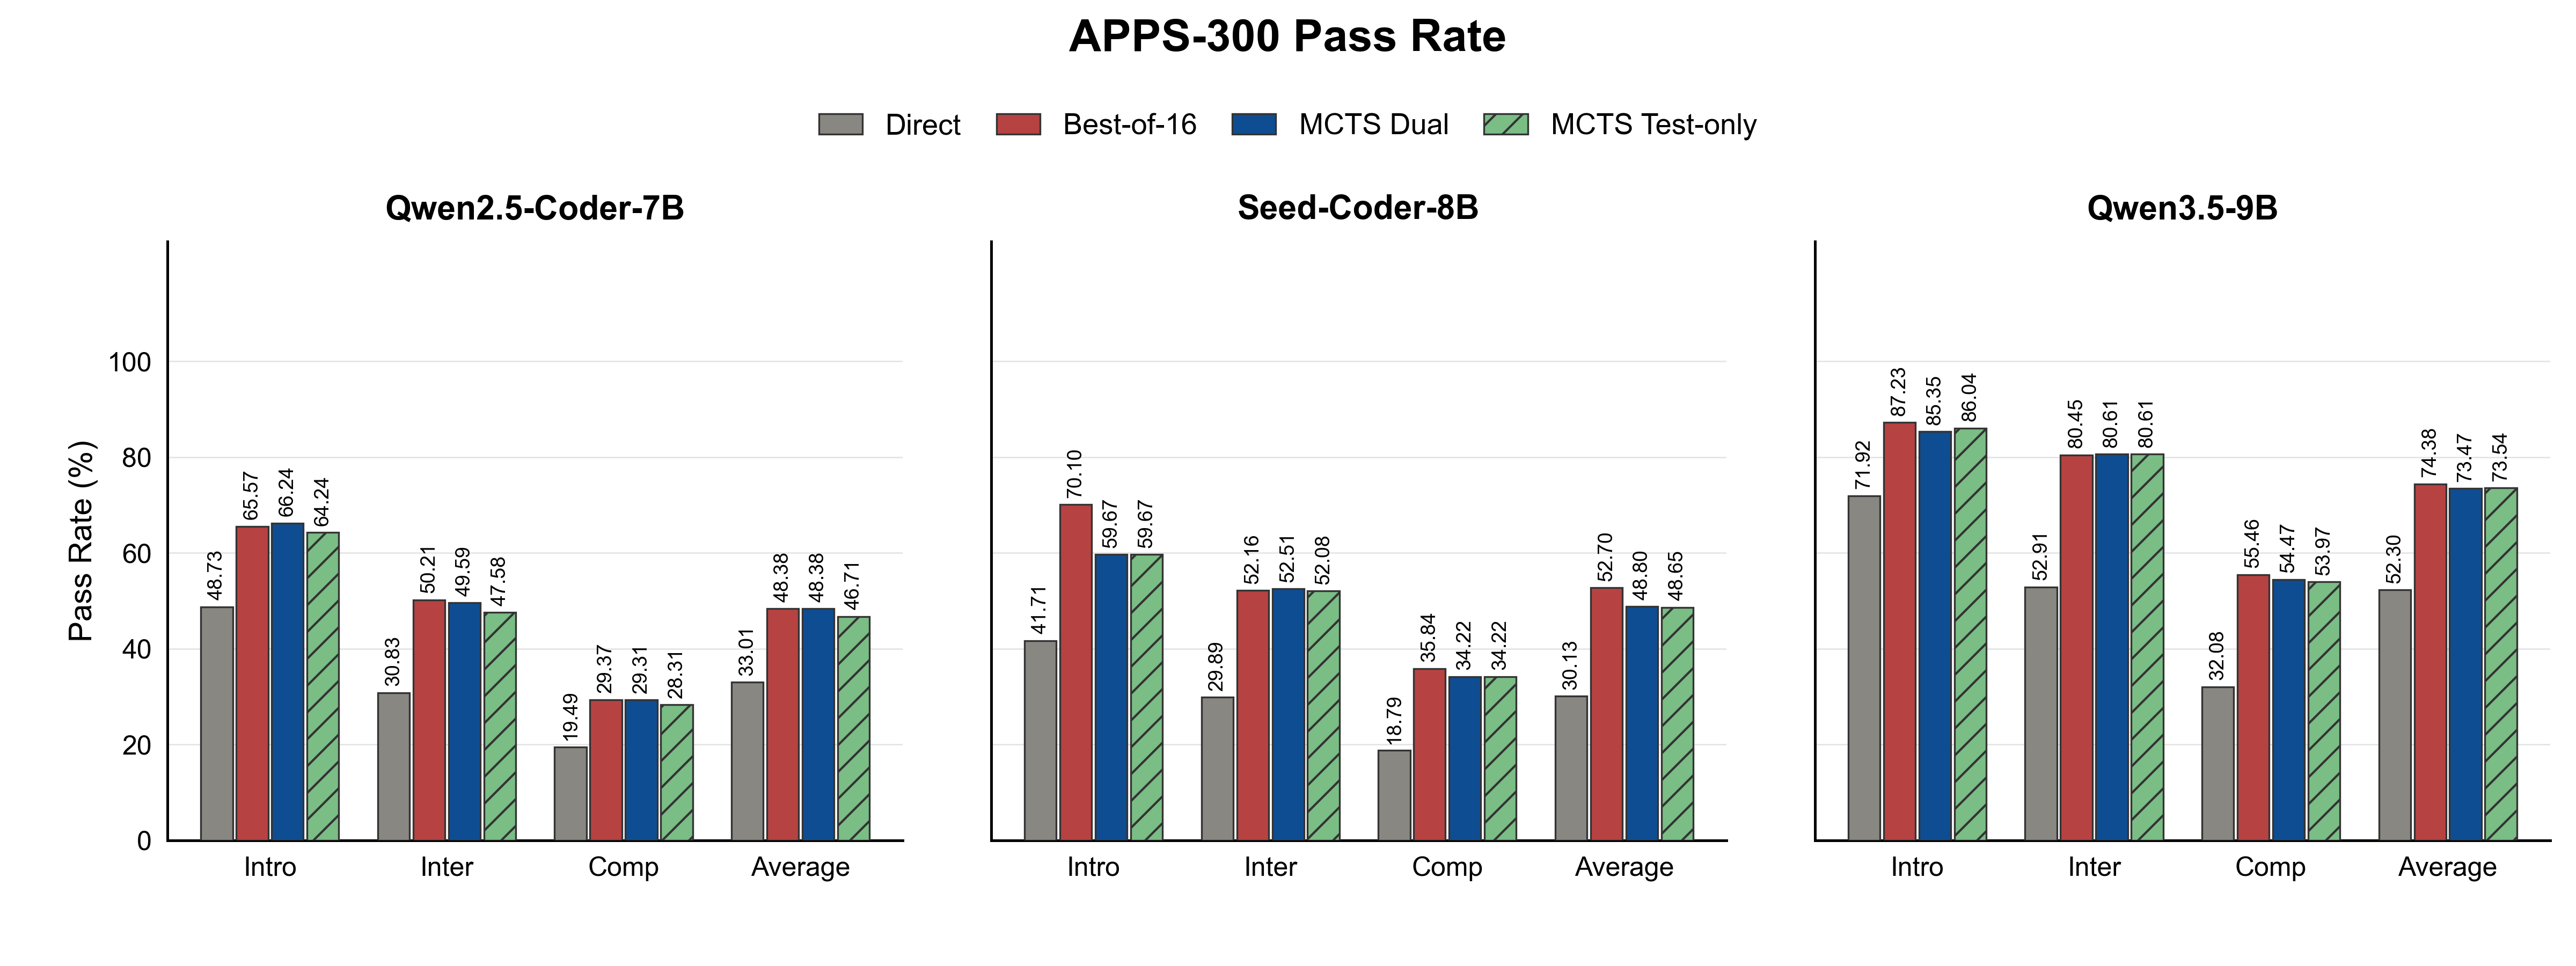 APPS-300 Pass Rate
Direct Best-of-16 MCTS Dual MCTS Test-only
Qwen2.5-Coder-7B
Pass Rate (%)
100
80
60
40
20
0
48.73 65.57 66.24 64.24
30.83 50.21 49.59 47.58
19.49 29.37 29.31 28.31
33.01 48.38 48.38 46.71
Intro Inter Comp Average
Seed-Coder-8B
41.71 70.10 59.67 59.67
29.89 52.16 52.51 52.08
18.79 35.84 34.22 34.22
30.13 52.70 48.80 48.65
Intro Inter Comp Average
Qwen3.5-9B
71.92 87.23 85.35 86.04
52.91 80.45 80.61 80.61
32.08 55.46 54.47 53.97
52.30 74.38 73.47 73.54
Intro Inter Comp Average